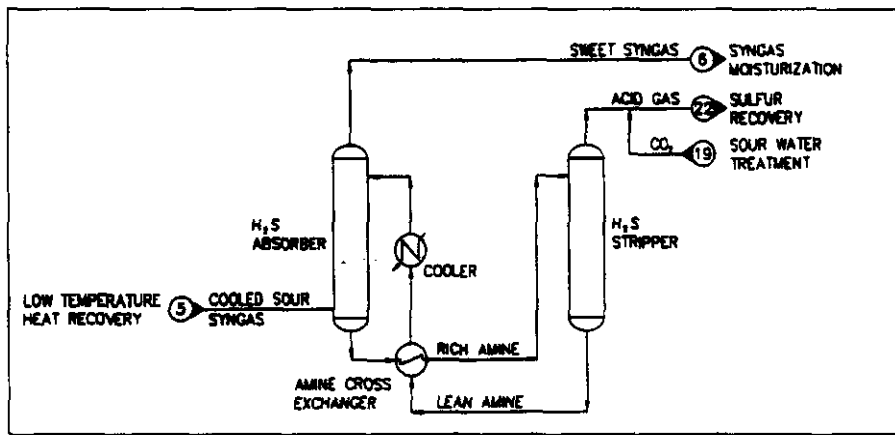 SWEET SYNGAS
6
SYNGAS
MOISTURIZATION
ACID GAS
22
SULFUR
RECOVERY
CO₂
19
SOUR WATER
TREATMENT
H₂S
ABSORBER
COOLER
H₂S
STRIPPER
LOW TEMPERATURE
HEAT RECOVERY
5
COOLED SOUR
SYNGAS
RICH AMINE
AMINE CROSS
EXCHANGER
LEAN AMINE